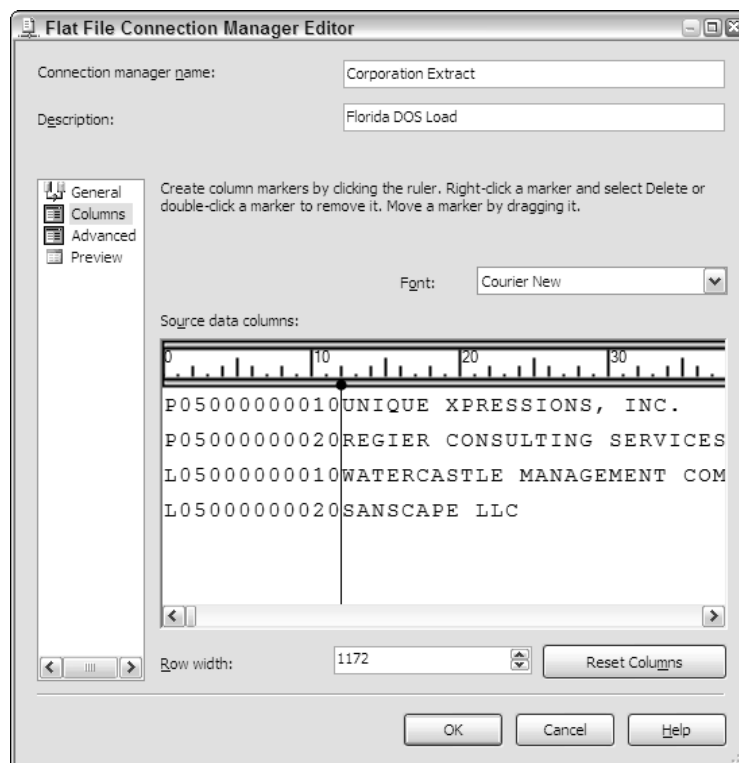 Flat File Connection Manager Editor
Connection manager name:
Corporation Extract
Description:
Florida DOS Load
General
Columns
Advanced
Preview
Create column markers by clicking the ruler. Right-click a marker and select Delete or
double-click a marker to remove it. Move a marker by dragging it.
Font:
Courier New
Source data columns:
0 10 20 30
P05000000010UNIQUE XPRESSIONS, INC.
P05000000020REGIER CONSULTING SERVICES
L05000000010WATERCASTLE MANAGEMENT COM
L05000000020SANSCAPE LLC
Row width:
1172
Reset Columns
OK
Cancel
Help